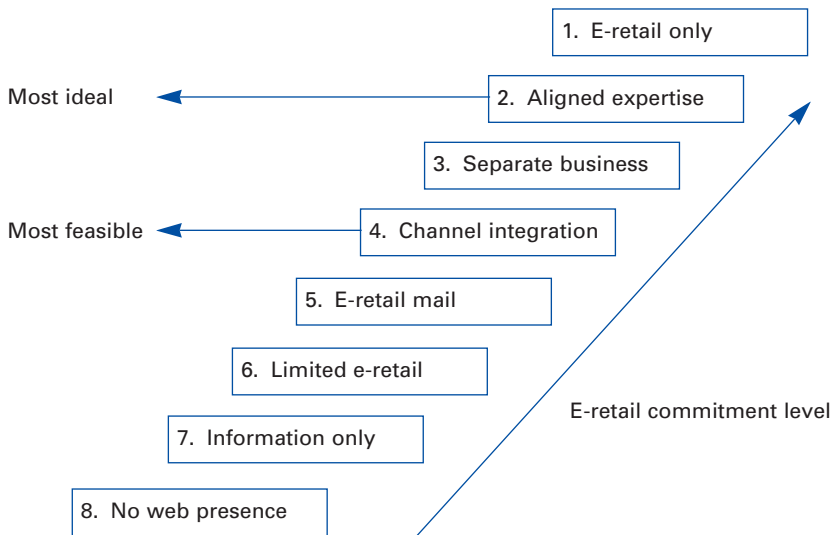 1. E-retail only
Most ideal
2. Aligned expertise
3. Separate business
Most feasible
4. Channel integration
5. E-retail mail
6. Limited e-retail
E-retail commitment level
7. Information only
8. No web presence